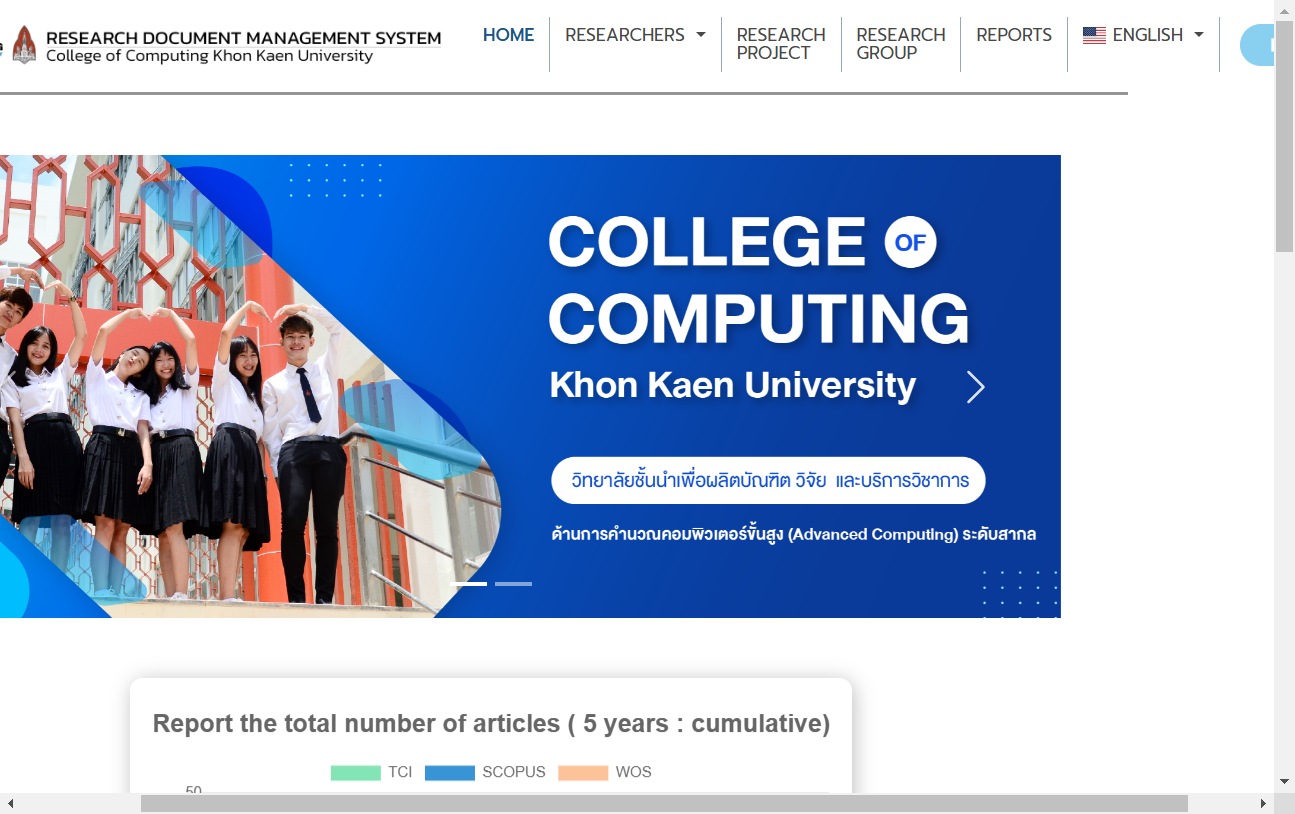 RESEARCH DOCUMENT MANAGEMENT SYSTEM
College of Computing Khon Kaen University
HOME
RESEARCHERS
RESEARCH
PROJECT
RESEARCH
GROUP
REPORTS
ENGLISH
COLLEGE OF
COMPUTING
Khon Kaen University
วิทยาลัยชั้นนำเพื่อผลิตบัณฑิต วิจัย และบริการวิชาการ
ด้านการคำนวณคอมพิวเตอร์ขั้นสูง (Advanced Computing) ระดับสากล
Report the total number of articles ( 5 years : cumulative)
TCI SCOPUS WOS
50